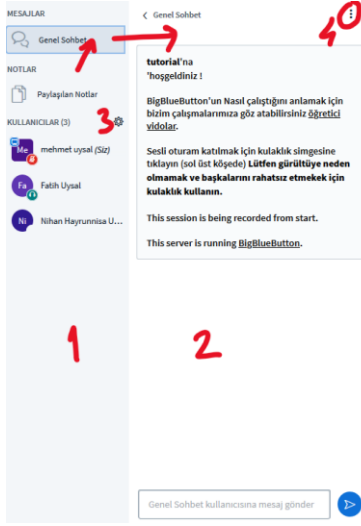 MESAJLAR
Genel Sohbet
NOTLAR
Paylaşılan Notlar
KULLANICILAR (3)
3
Me
mehmet uysal (Siz)
Fa
Fatih Uysal
Ni
Nihan Hayrunnisa U...
1
Genel Sohbet
4
tutorial'na
'hoşgeldiniz !
BigBlueButton'un Nasıl çalıştığını anlamak için
bizim çalışmalarımıza göz atabilirsiniz öğretici
vidolar.
Sesli oturam katılmak için kulaklık simgesine
tıklayın (sol üst köşede) Lütfen gürültüye neden
olmamak ve başkalarını rahatsız etmekek için
kulaklık kullanın.
This session is being recorded from start.
This server is running BigBlueButton.
2
Genel Sohbet kullanıcısına mesaj gönder